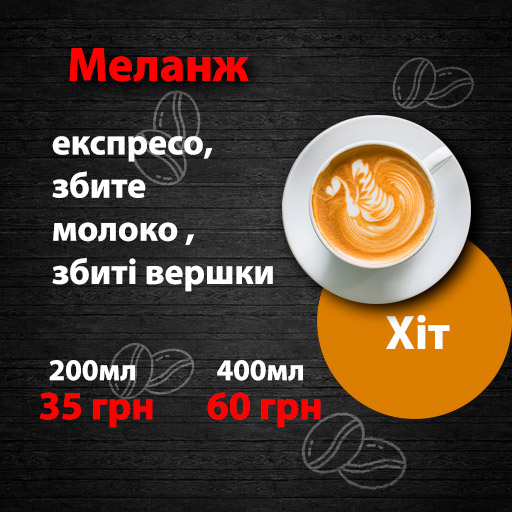 Меланж
експресо,
збите
молоко ,
збиті вершки
Хіт
200мл 400мл
35 грн 60 грн